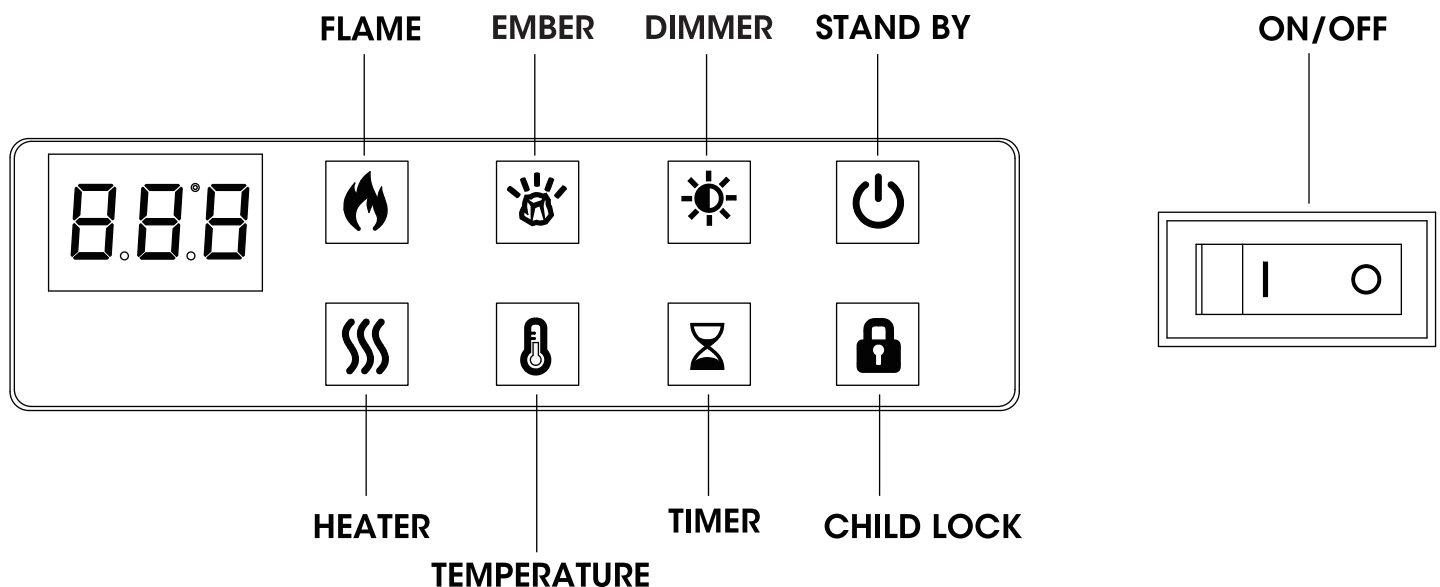 FLAME EMBER DIMMER STAND BY ON/OFF
8.8.8
I O
HEATER TIMER CHILD LOCK
TEMPERATURE